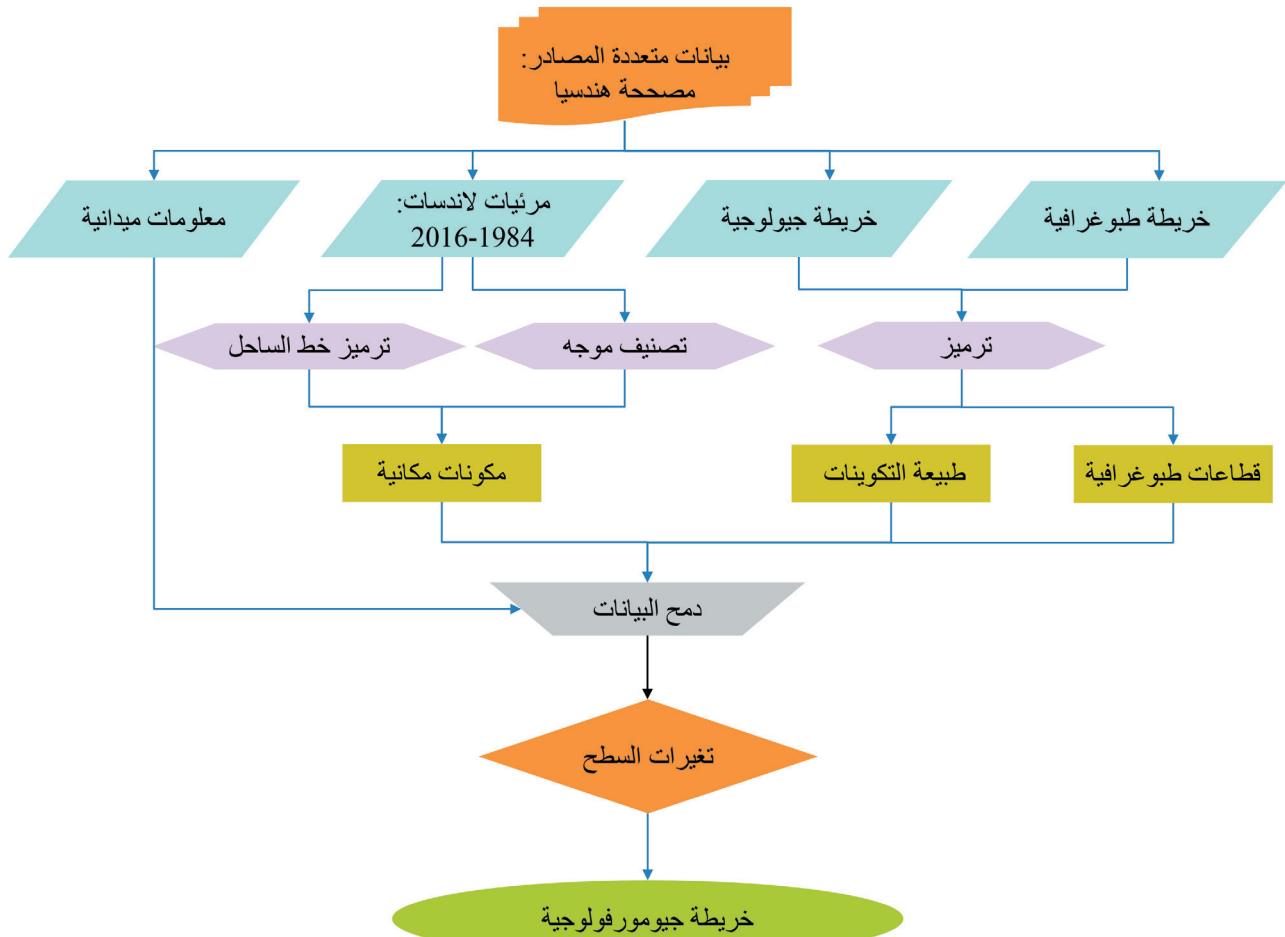 بيانات متعددة المصادر:
مصححة هندسيا
خريطة طبوغرافية
خريطة جيولوجية
مرئيات لاندسات:
2016-1984
معلومات ميدانية
ترميز
تصنيف موجه
ترميز خط الساحل
قطاعات طبوغرافية
طبيعة التكوينات
مكونات مكانية
دمح البيانات
تغيرات السطح
خريطة جيومورفولوجية